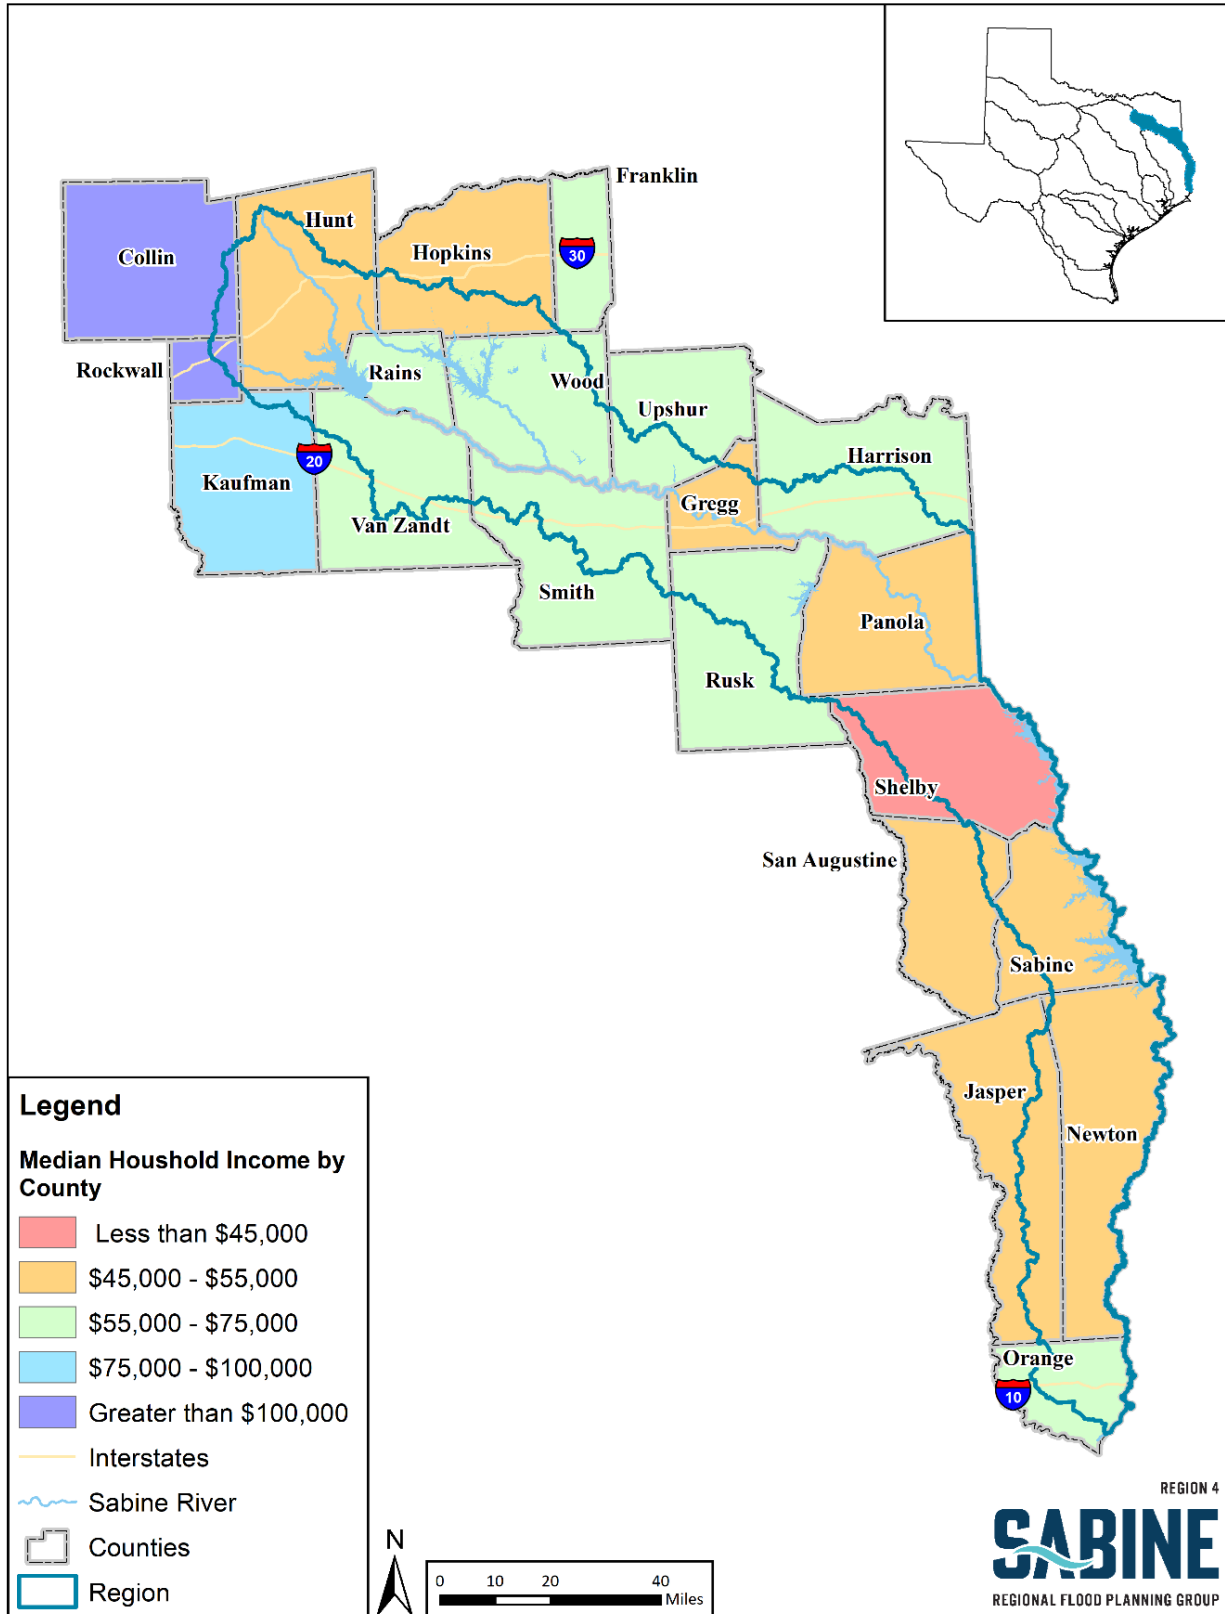 Franklin
Hunt
Hopkins
Collin
30
Rockwall
Rains
Wood
Upshur
Harrison
20
Kaufman
Gregg
Van Zandt
Smith
Panola
Rusk
Shelby
San Augustine
Sabine
Jasper
Newton
Orange
10
Legend
Median Houshold Income by
County
Less than $45,000
$45,000 - $55,000
$55,000 - $75,000
$75,000 - $100,000
Greater than $100,000
Interstates
Sabine River
Counties
Region
N
0 10 20 40
Miles
REGION 4
SABINE
REGIONAL FLOOD PLANNING GROUP